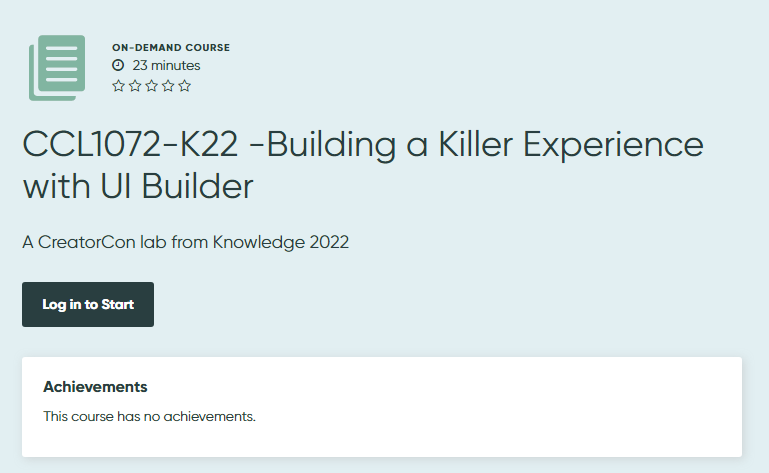 ON-DEMAND COURSE
23 minutes
CCL1072-K22 -Building a Killer Experience
with UI Builder
A CreatorCon lab from Knowledge 2022
Log in to Start
Achievements
This course has no achievements.